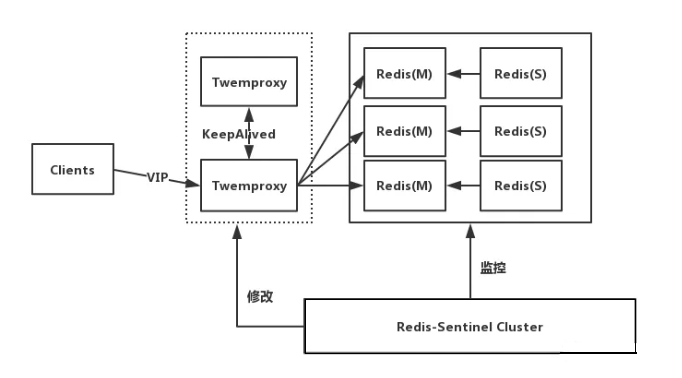 Twemproxy
Redis(M)
Redis(S)
KeepAlived
Redis(M)
Redis(S)
Clients
VIP
Twemproxy
Redis(M)
Redis(S)
监控
修改
Redis-Sentinel Cluster